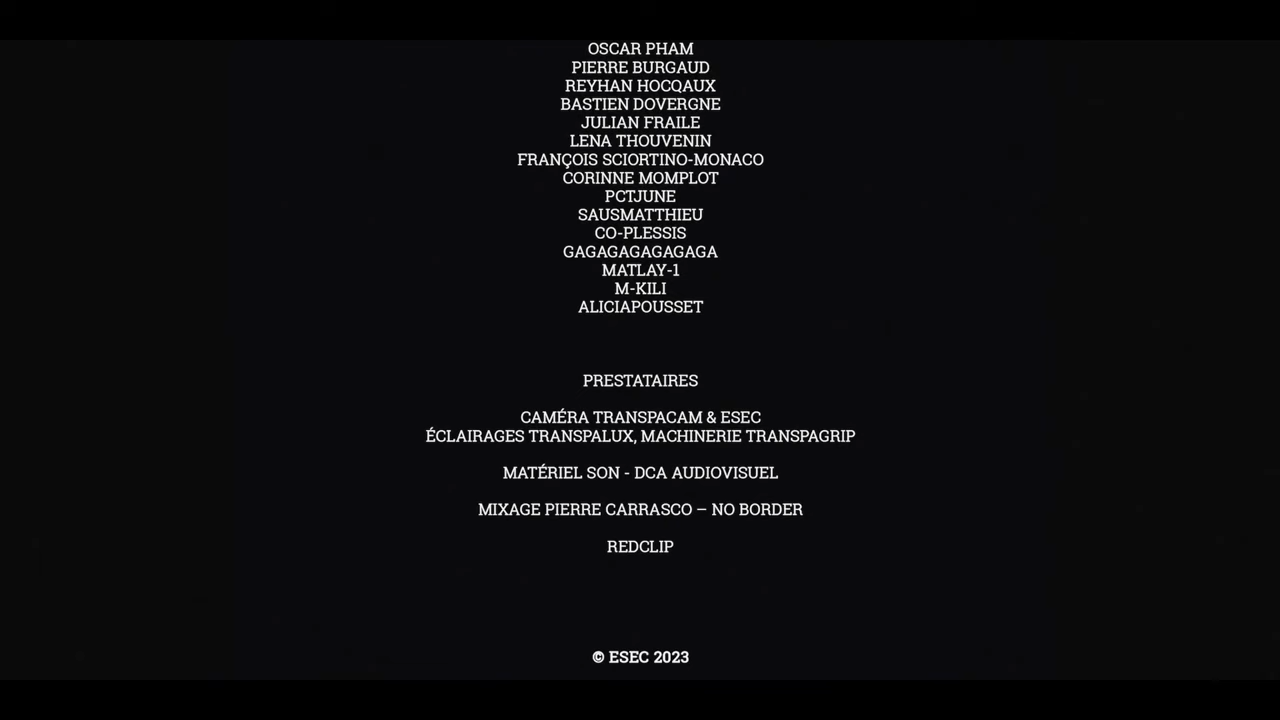 OSCAR PHAM
PIERRE BURGAUD
REYHAN HOCQAUX
BASTIEN DOVERGNE
JULIAN FRAILE
LENA THOUVENIN
FRANÇOIS SCIORTINO-MONACO
CORINNE MOMPLOT
PCTJUNE
SAUSMATTHIEU
CO-PLESSIS
GAGAGAGAGAGAGA
MATLAY-1
M-KILI
ALICIAPOUSSET
PRESTATAIRES
CAMÉRA TRANSPACAM & ESEC
ÉCLAIRAGES TRANSPALUX, MACHINERIE TRANSPAGRIP
MATÉRIEL SON - DCA AUDIOVISUEL
MIXAGE PIERRE CARRASCO – NO BORDER
REDCLIP
© ESEC 2023